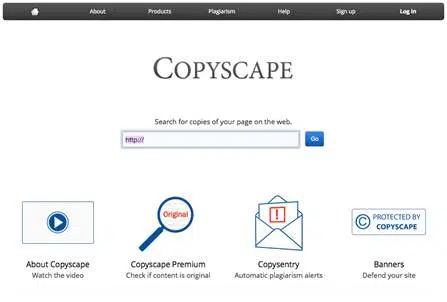 About Products Plagiarism Help Sign up Log in
COPYSCAPE
Search for copies of your page on the web.
http:// Go
Original ! © PROTECTED BY
COPYSCAPE
About Copyscape Copyscape Premium Copysentry Banners
Watch the video Check if content is original Automatic plagiarism alerts Defend your site